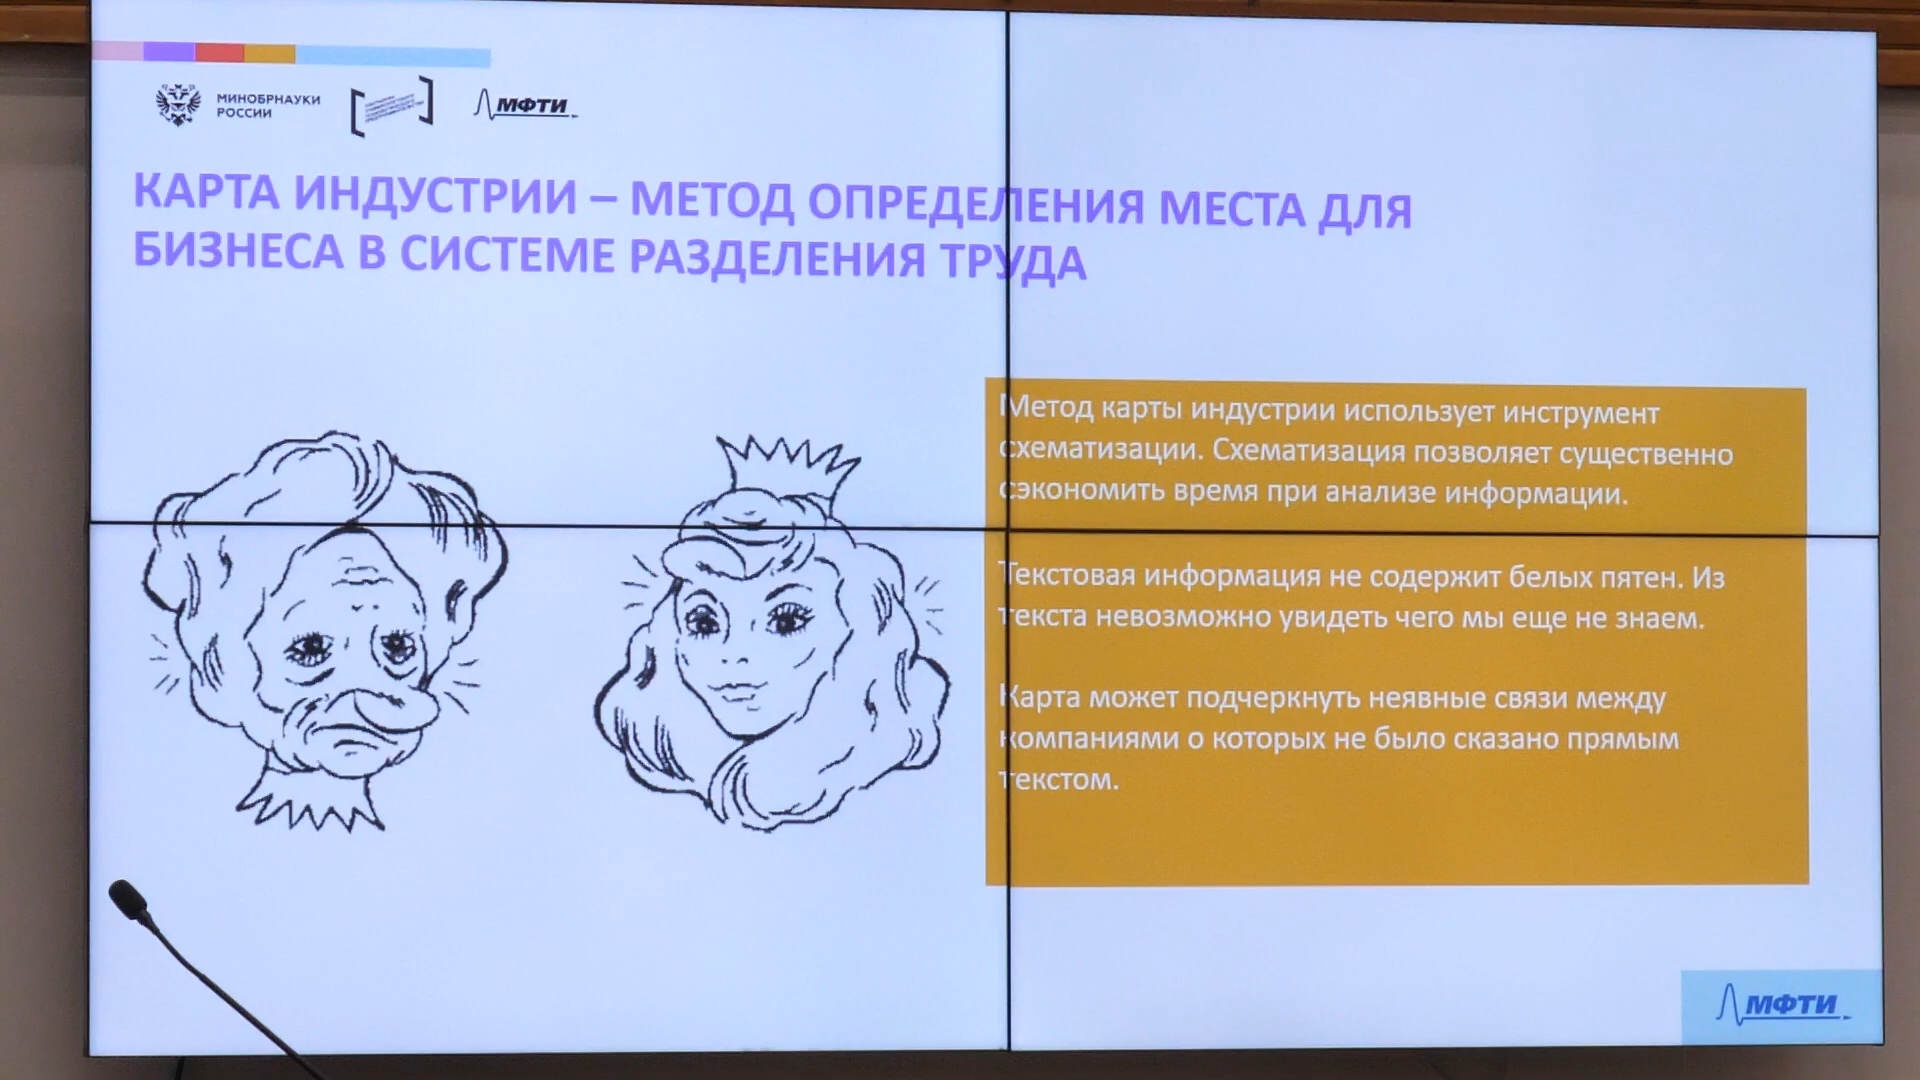 МИНОБРНАУКИ
РОССИИ
МФТИ
КАРТА ИНДУСТРИИ – МЕТОД ОПРЕДЕЛЕНИЯ МЕСТА ДЛЯ
БИЗНЕСА В СИСТЕМЕ РАЗДЕЛЕНИЯ ТРУДА
Метод карты индустрии использует инструмент
схематизации. Схематизация позволяет существенно
сэкономить время при анализе информации.
Текстовая информация не содержит белых пятен. Из
текста невозможно увидеть чего мы еще не знаем.
Карта может подчеркнуть неявные связи между
компаниями о которых не было сказано прямым
текстом.
МФТИ